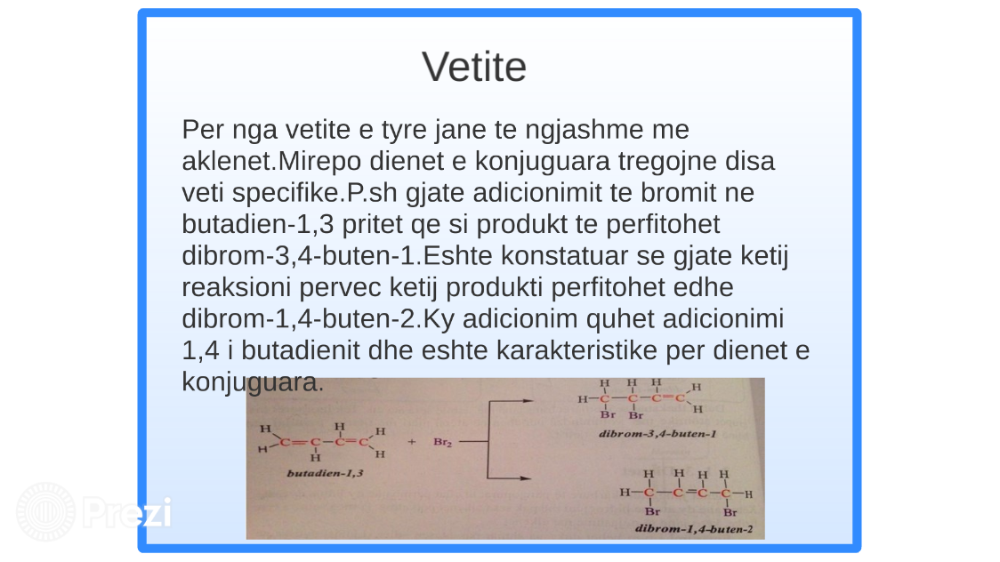 Vetite
Per nga vetite e tyre jane te ngjashme me
aklenet.Mirepo dienet e konjuguara tregojne disa
veti specifike.P.sh gjate adicionimit te bromit ne
butadien-1,3 pritet qe si produkt te perfitohet
dibrom-3,4-buten-1.Eshte konstatuar se gjate ketij
reaksioni pervec ketij produkti perfitohet edhe
dibrom-1,4-buten-2.Ky adicionim quhet adicionimi
1,4 i butadienit dhe eshte karakteristike per dienet e
konjuguara.
H H H H
H–C–C–C=C
H
Br Br
dibrom-3,4-buten-1
H H H
C=C–C=C + Br₂
H H H
butadien-1,3
H H H H
H–C–C=C–C–H
Br Br
dibrom-1,4-buten-2
Prezi